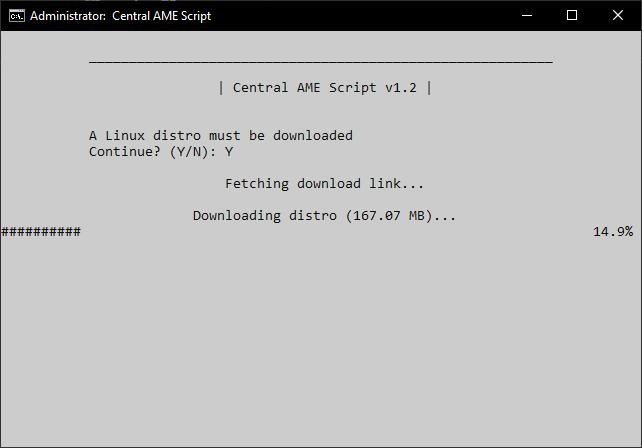 Administrator: Central AME Script
__________________________________________________________
| Central AME Script v1.2 |
A Linux distro must be downloaded
Continue? (Y/N): Y
Fetching download link...
Downloading distro (167.07 MB)...
########## 14.9%